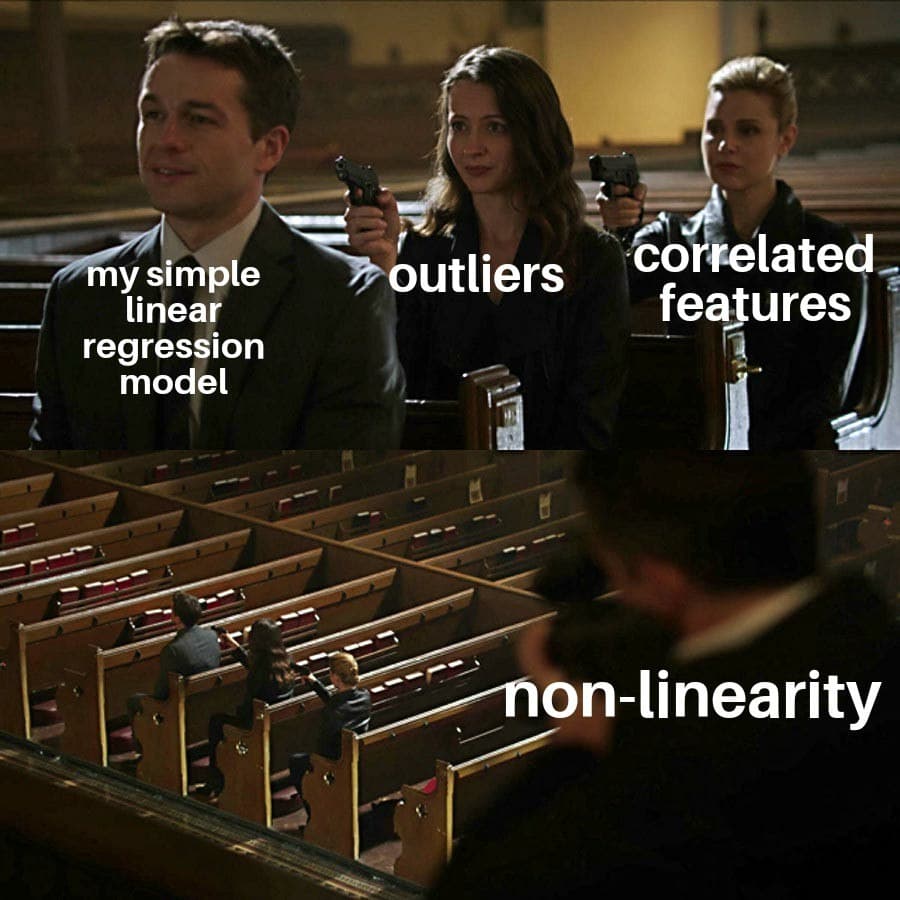 my simple
linear
regression
model
outliers
correlated
features
non-linearity